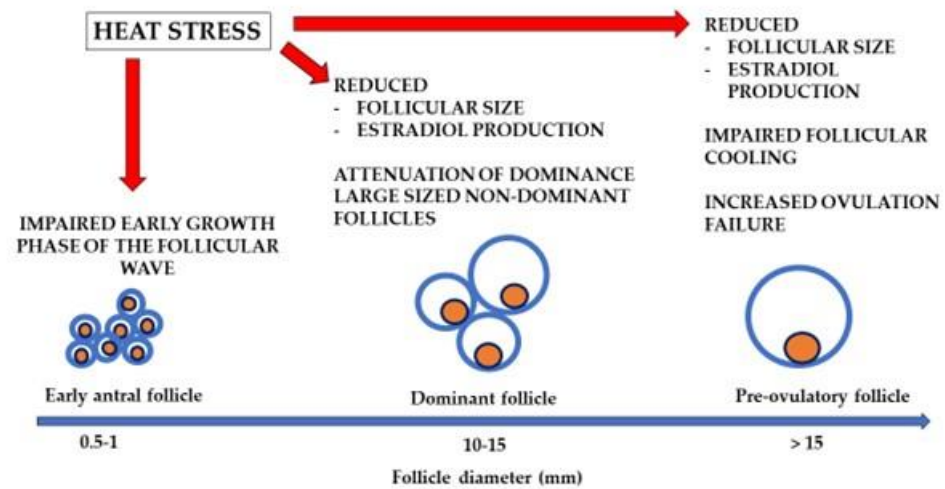 HEAT STRESS
REDUCED
- FOLLICULAR SIZE
- ESTRADIOL PRODUCTION
ATTENUATION OF DOMINANCE
LARGE SIZED NON-DOMINANT
FOLLICLES
REDUCED
- FOLLICULAR SIZE
- ESTRADIOL
PRODUCTION
IMPAIRED FOLLICULAR
COOLING
INCREASED OVULATION
FAILURE
IMPAIRED EARLY GROWTH
PHASE OF THE FOLLICULAR
WAVE
Early antral follicle
Dominant follicle
Pre-ovulatory follicle
0.5-1
10-15
> 15
Follicle diameter (mm)